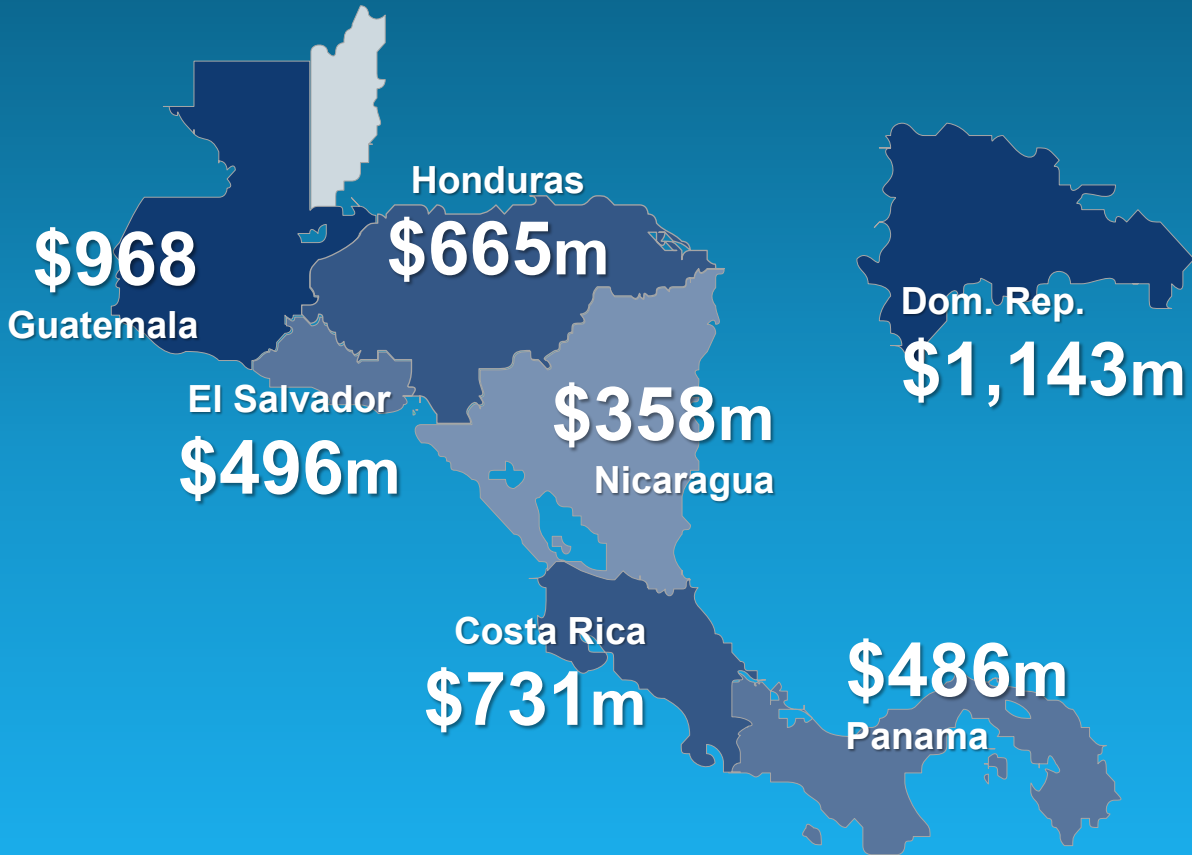 Honduras
$665m
$968
Guatemala
Dom. Rep.
$1,143m
El Salvador
$496m
$358m
Nicaragua
Costa Rica
$731m
$486m
Panama